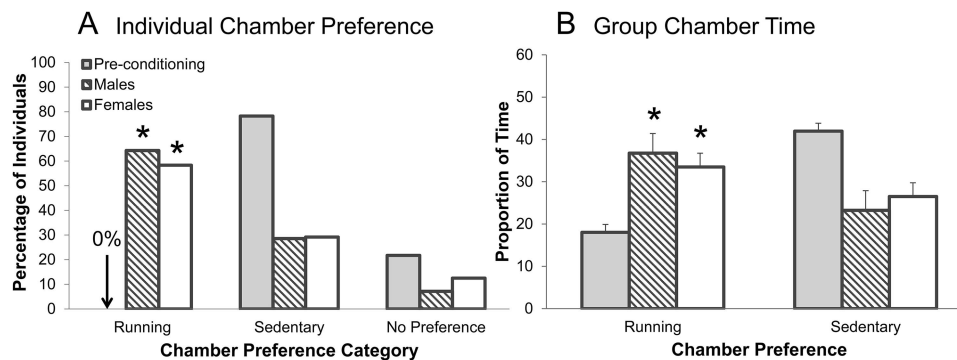 A Individual Chamber Preference
Percentage of Individuals
100
90
80
70
60
50
40
30
20
10
0
Pre-conditioning
Males
Females
*
*
0%
Running
Sedentary
No Preference
Chamber Preference Category
B Group Chamber Time
Proportion of Time
60
50
40
30
20
10
0
*
*
Running
Sedentary
Chamber Preference